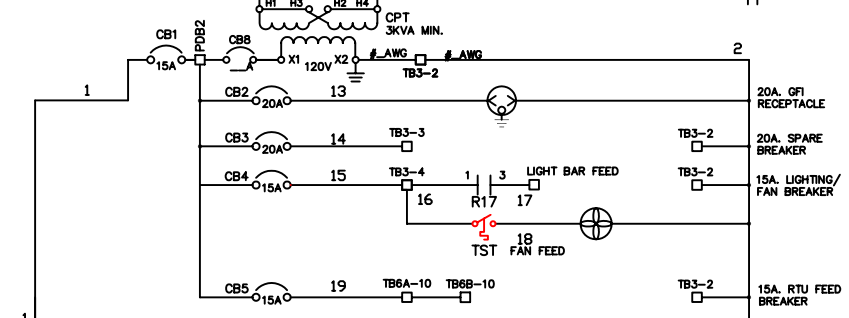 H1 H3 H2 H4
CPT
3KVA MIN.
CB1
15A
PDB2
CB8
__A
X1 120V X2
#_AWG
TB3-2
#_AWG
2
1
CB2
20A
13
20A. GFI
RECEPTACLE
CB3
20A
14
TB3-3
TB3-2
20A. SPARE
BREAKER
CB4
15A
15
TB3-4
1 3
LIGHT BAR FEED
R17
17
TB3-2
15A. LIGHTING/
FAN BREAKER
16
TST
18
FAN FEED
CB5
15A
19
TB6A-10
TB6B-10
TB3-2
15A. RTU FEED
BREAKER
1